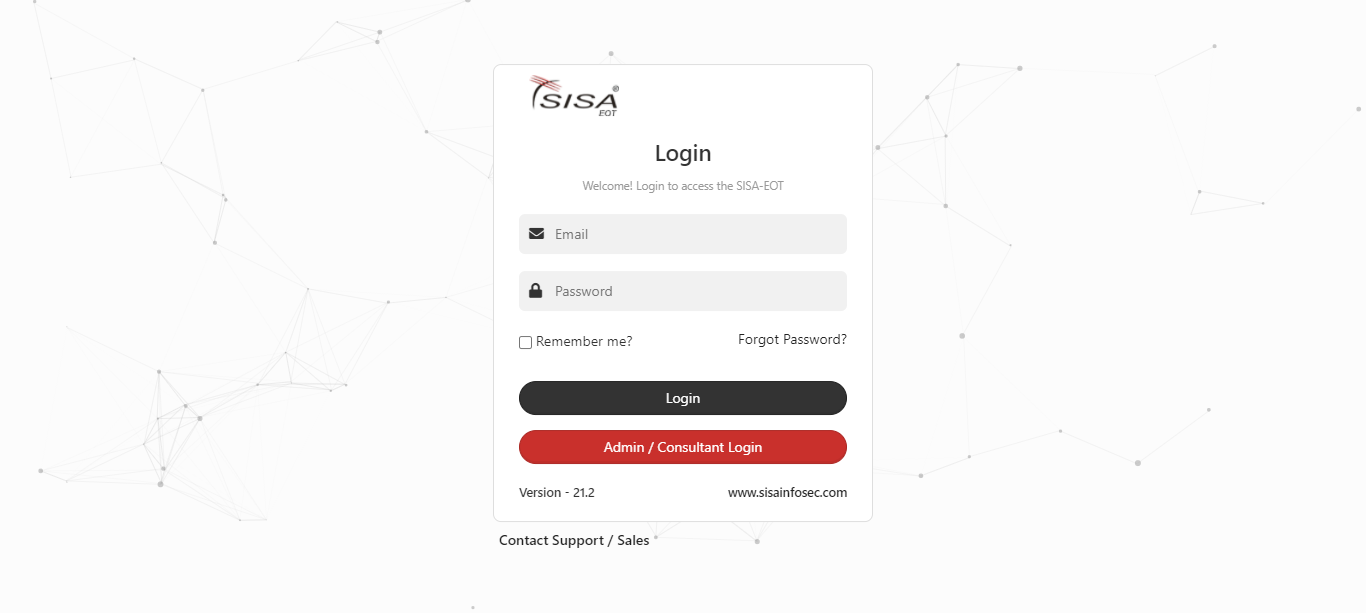 SISA®
EOT
Login
Welcome! Login to access the SISA-EOT
Email
Password
Remember me?
Forgot Password?
Login
Admin / Consultant Login
Version - 21.2
www.sisainfosec.com
Contact Support / Sales